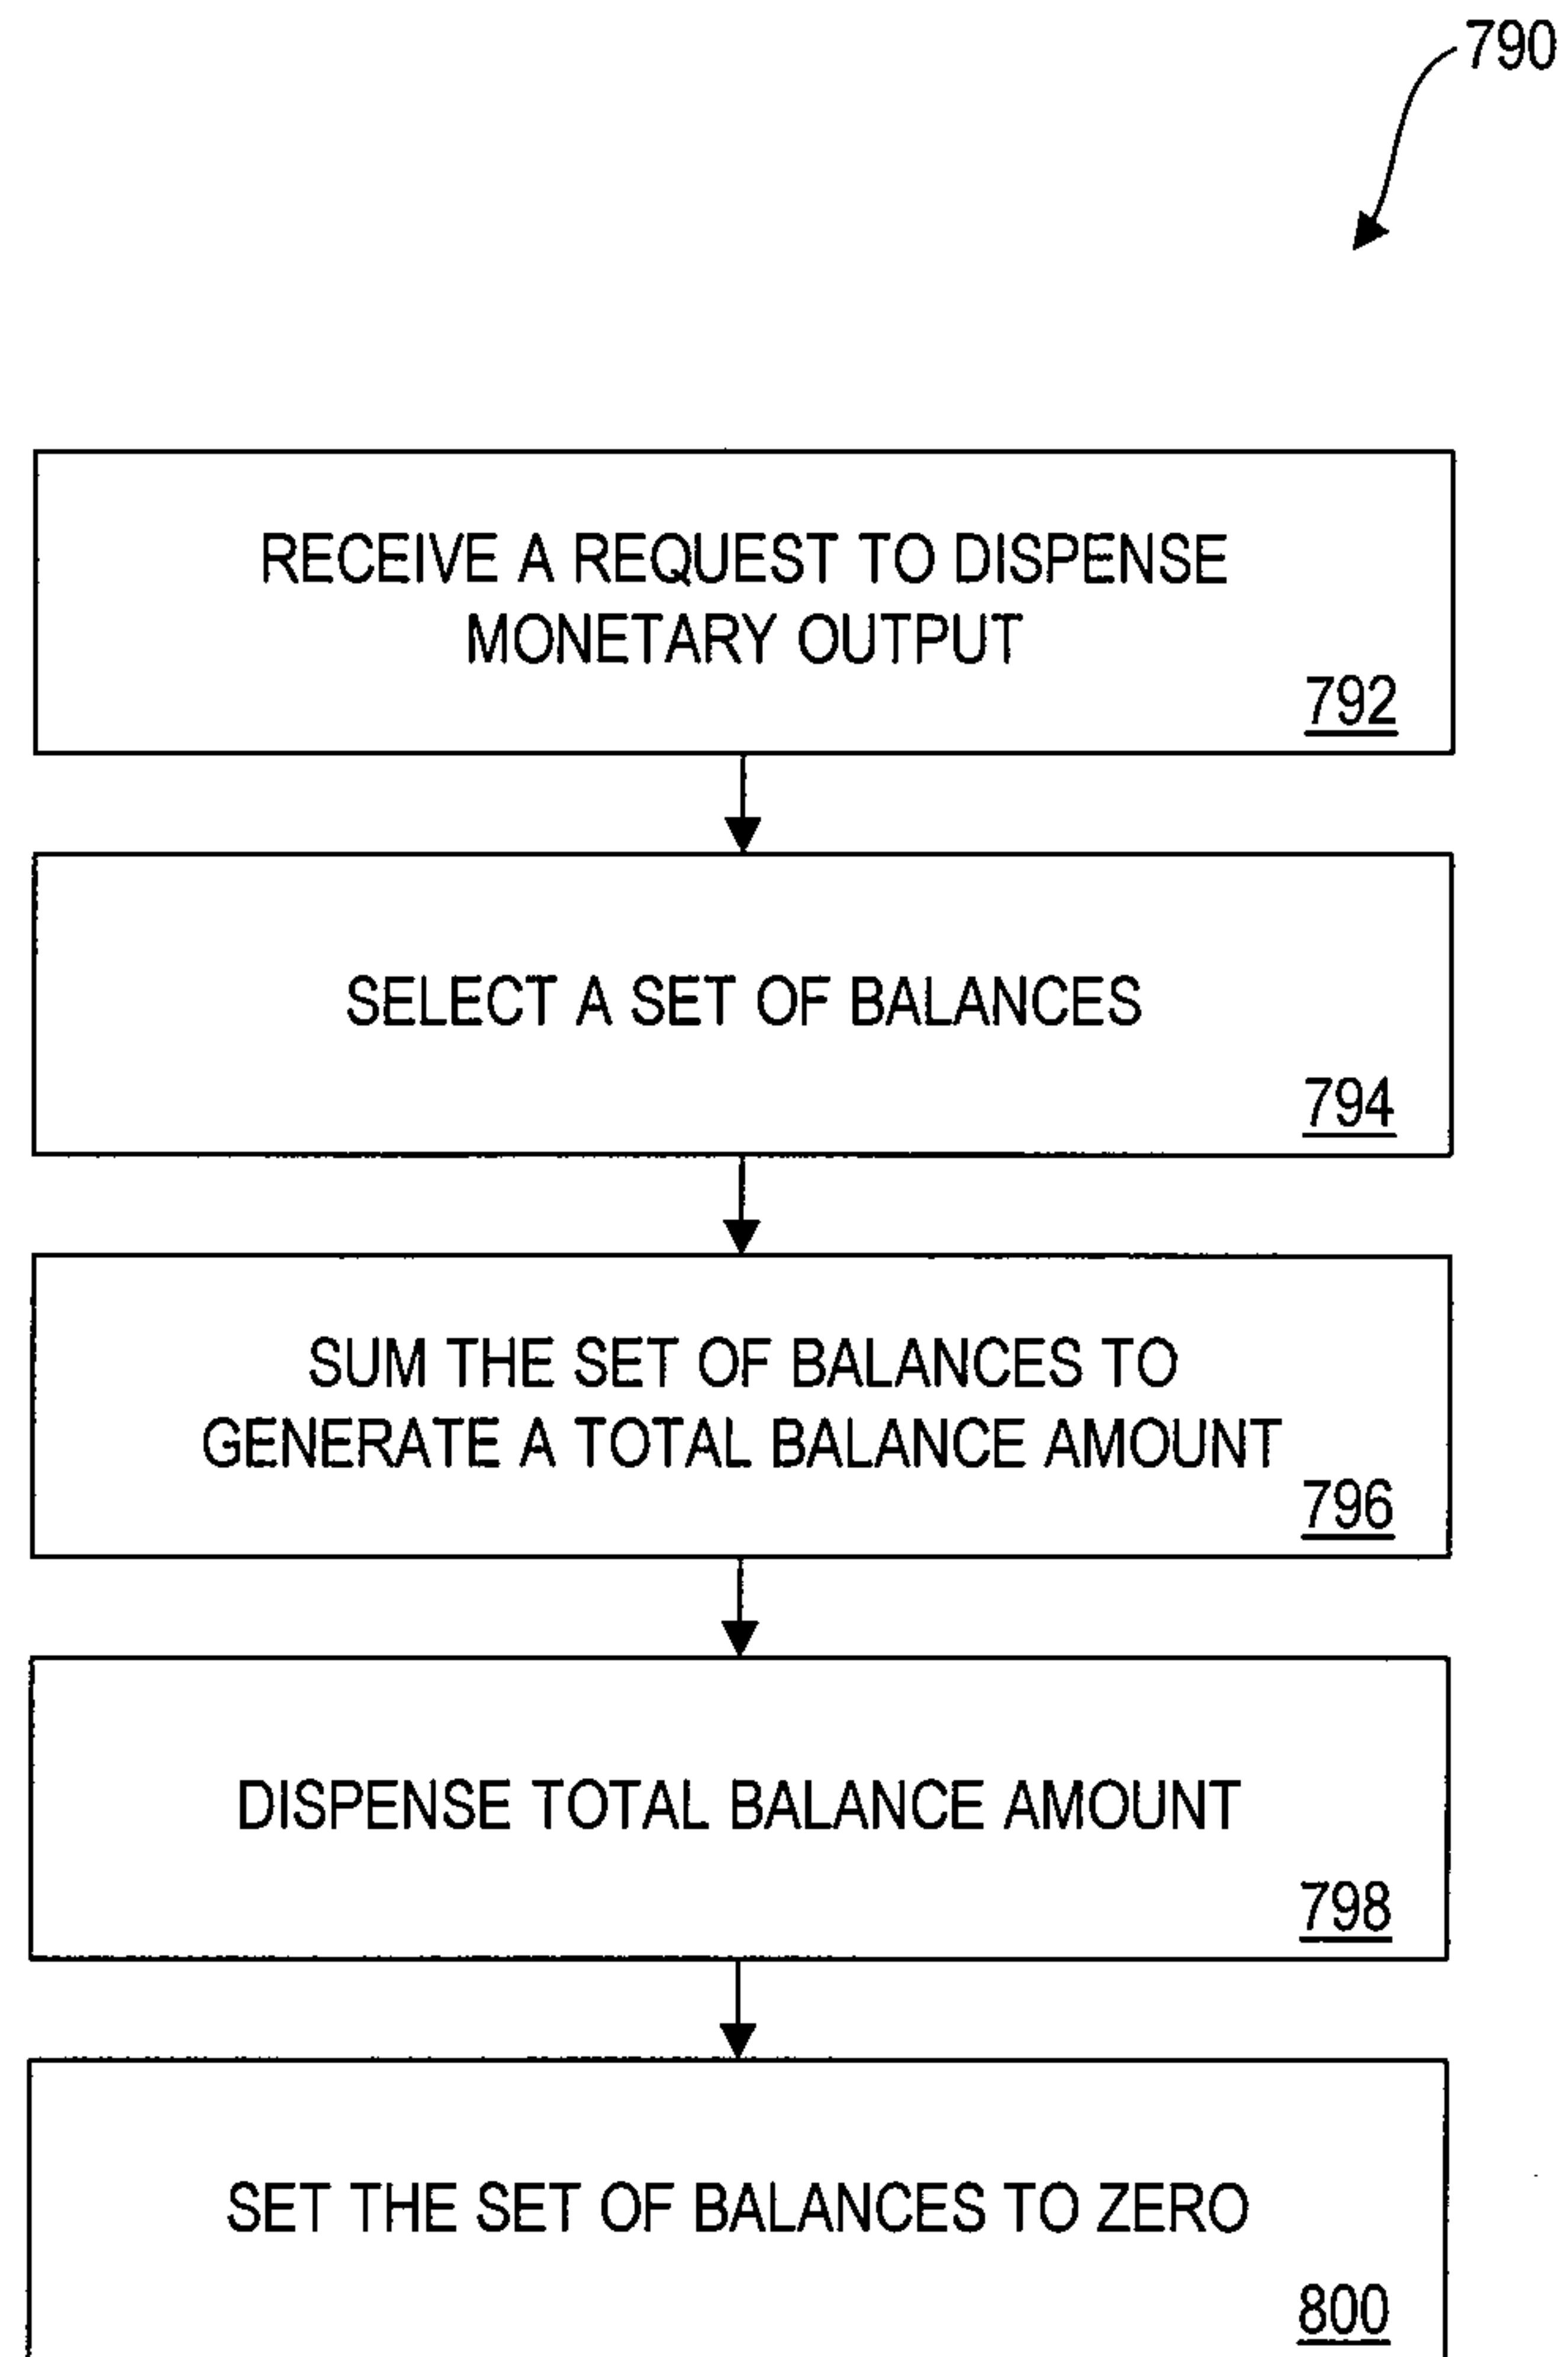 790
RECEIVE A REQUEST TO DISPENSE
MONETARY OUTPUT
792
SELECT A SET OF BALANCES
794
SUM THE SET OF BALANCES TO
GENERATE A TOTAL BALANCE AMOUNT
796
DISPENSE TOTAL BALANCE AMOUNT
798
SET THE SET OF BALANCES TO ZERO
800